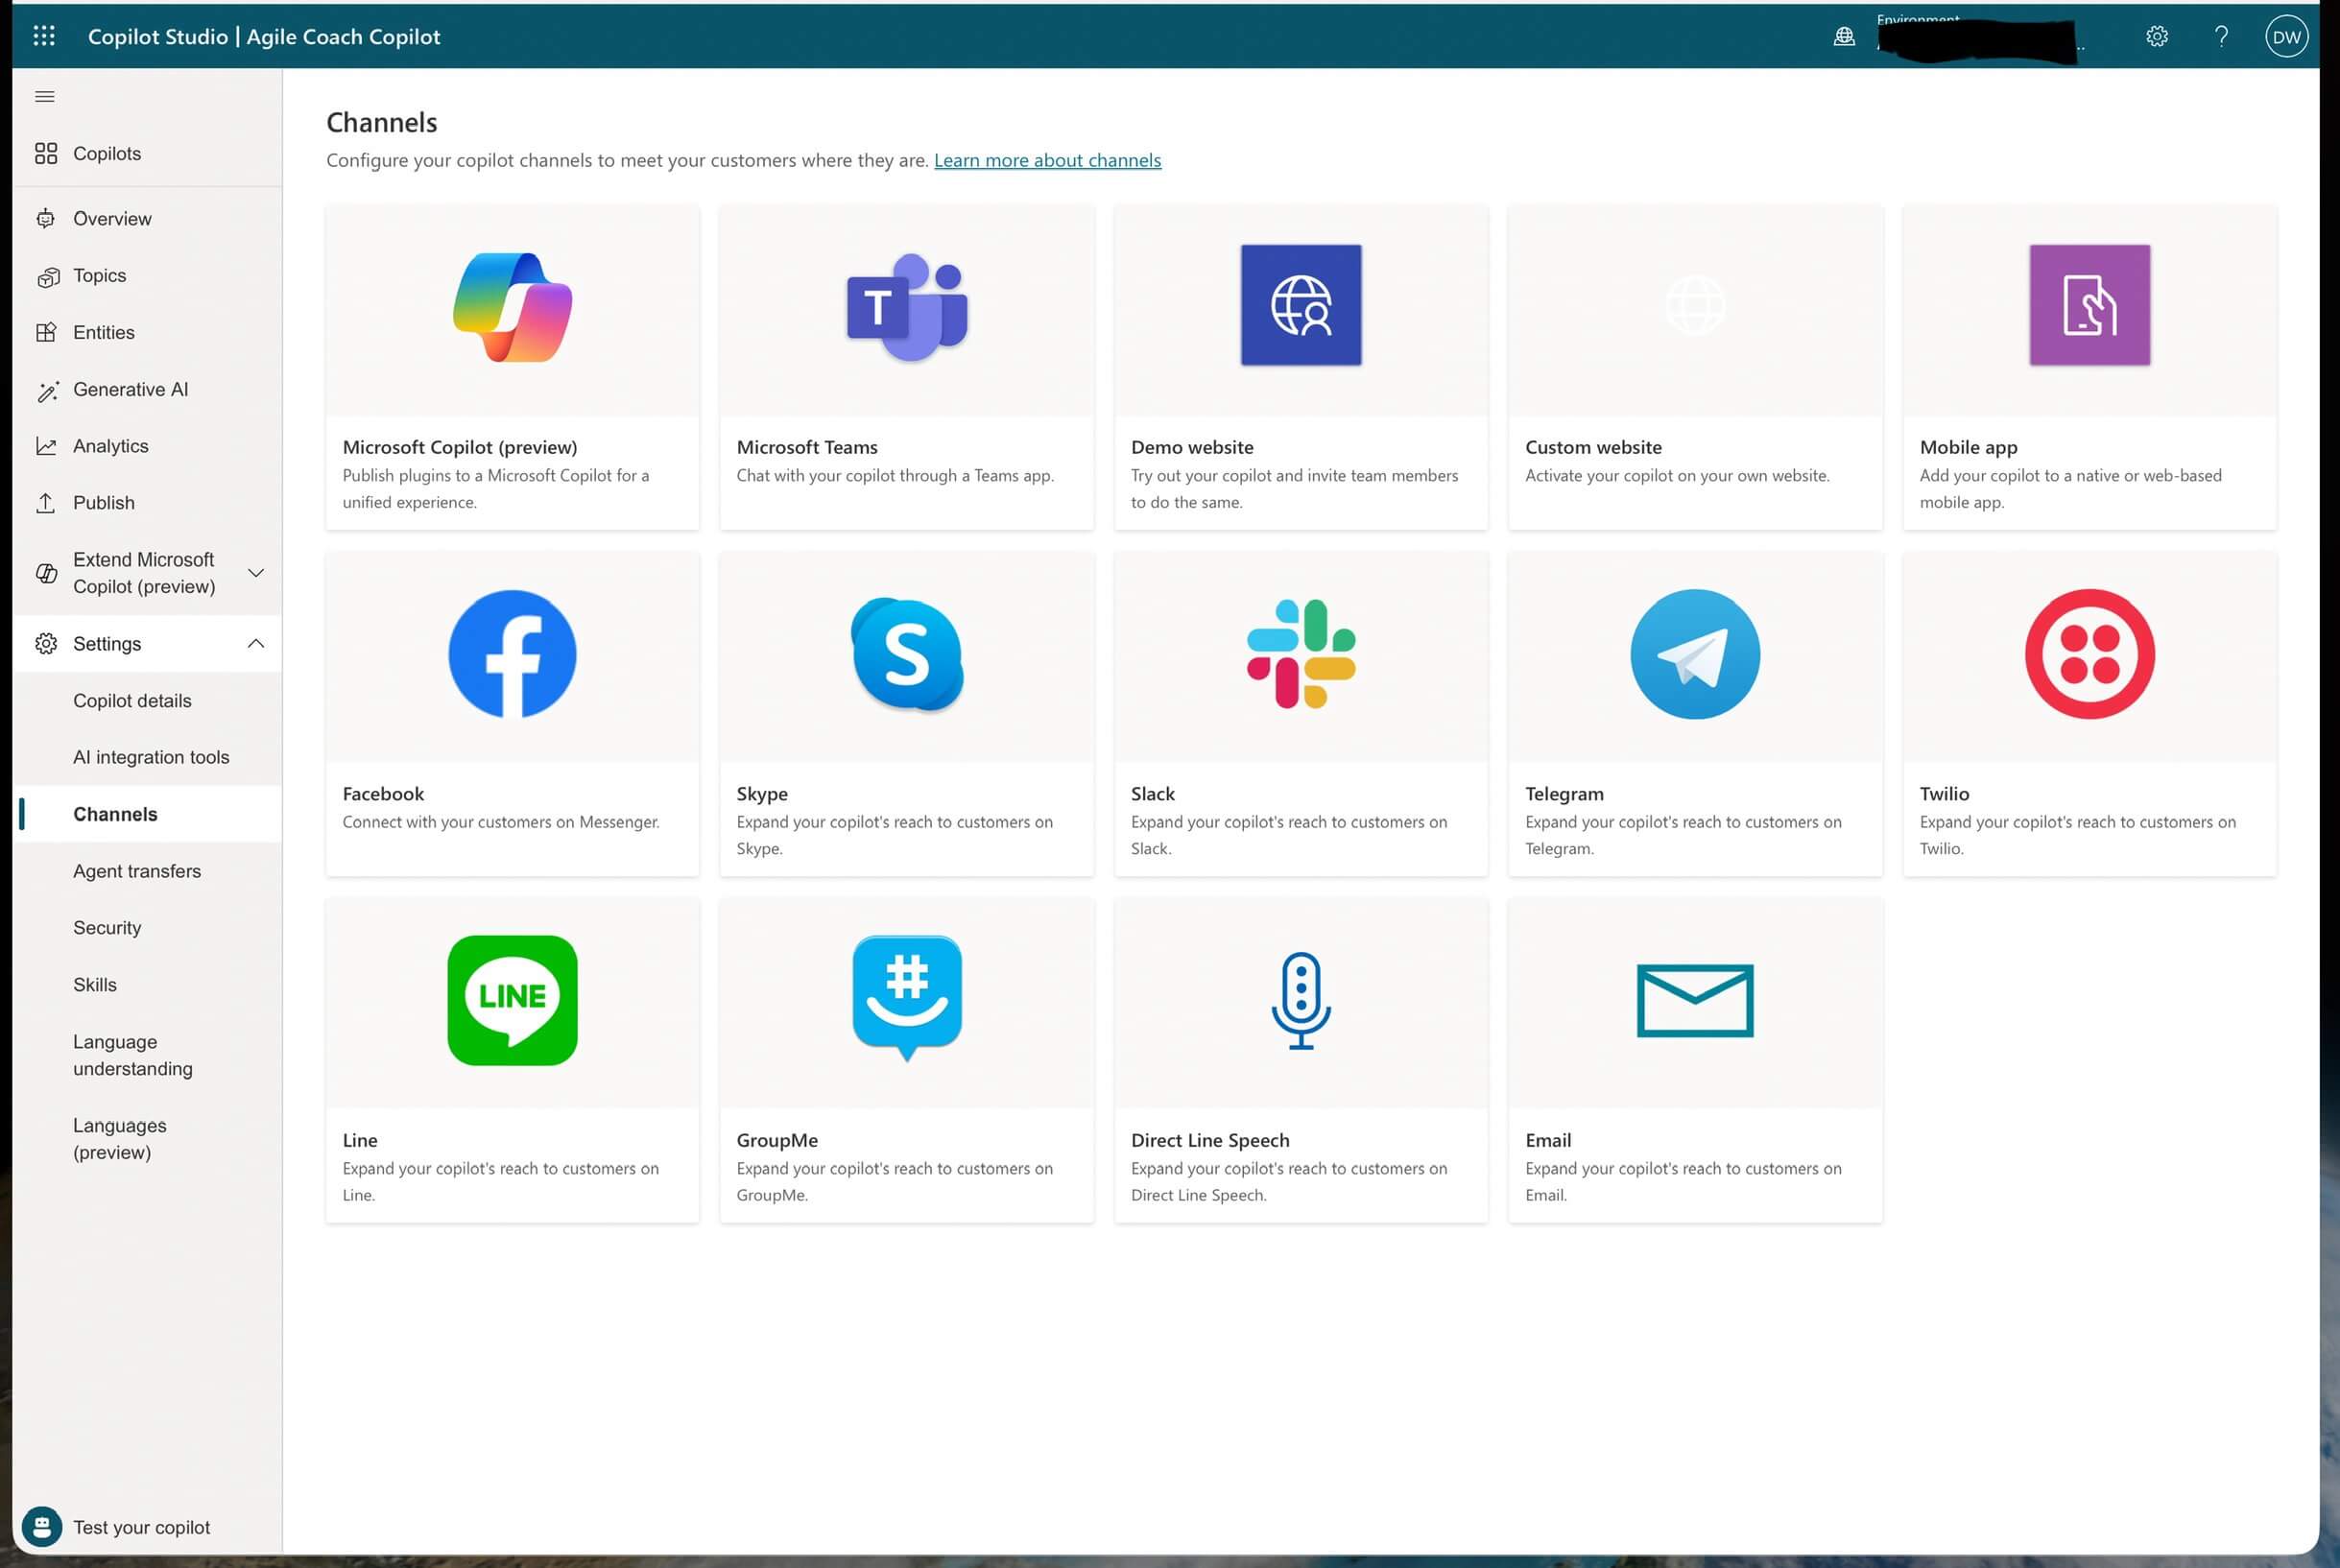 Copilot Studio | Agile Coach Copilot
Environment
DW
Copilots
Overview
Topics
Entities
Generative AI
Analytics
Publish
Extend Microsoft
Copilot (preview)
Settings
Copilot details
AI integration tools
Channels
Agent transfers
Security
Skills
Language
understanding
Languages
(preview)
Test your copilot
Channels
Configure your copilot channels to meet your customers where they are. Learn more about channels
T
Microsoft Copilot (preview)
Publish plugins to a Microsoft Copilot for a
unified experience.
Microsoft Teams
Chat with your copilot through a Teams app.
Demo website
Try out your copilot and invite team members
to do the same.
Custom website
Activate your copilot on your own website.
Mobile app
Add your copilot to a native or web-based
mobile app.
f
S
Facebook
Connect with your customers on Messenger.
Skype
Expand your copilot's reach to customers on
Skype.
Slack
Expand your copilot's reach to customers on
Slack.
Telegram
Expand your copilot's reach to customers on
Telegram.
Twilio
Expand your copilot's reach to customers on
Twilio.
LINE
#
Line
Expand your copilot's reach to customers on
Line.
GroupMe
Expand your copilot's reach to customers on
GroupMe.
Direct Line Speech
Expand your copilot's reach to customers on
Direct Line Speech.
Email
Expand your copilot's reach to customers on
Email.